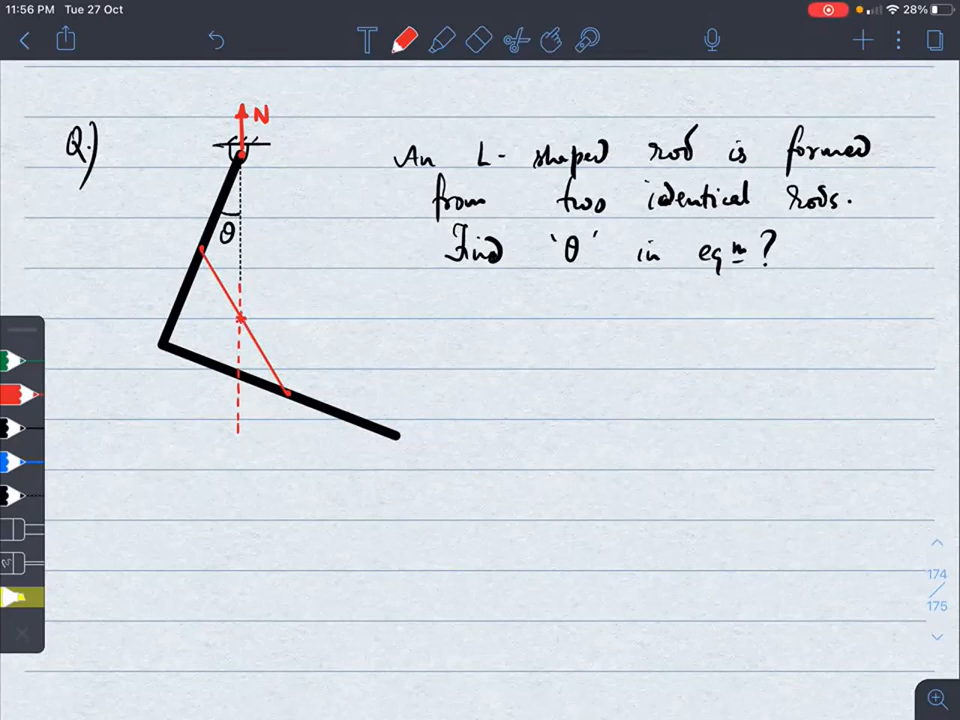 11:56 PM Tue 27 Oct
28%
T
N
Q.)
An L-shaped rod is formed
from two identical rods.
θ
Find 'θ' in eqm?
174
/
175